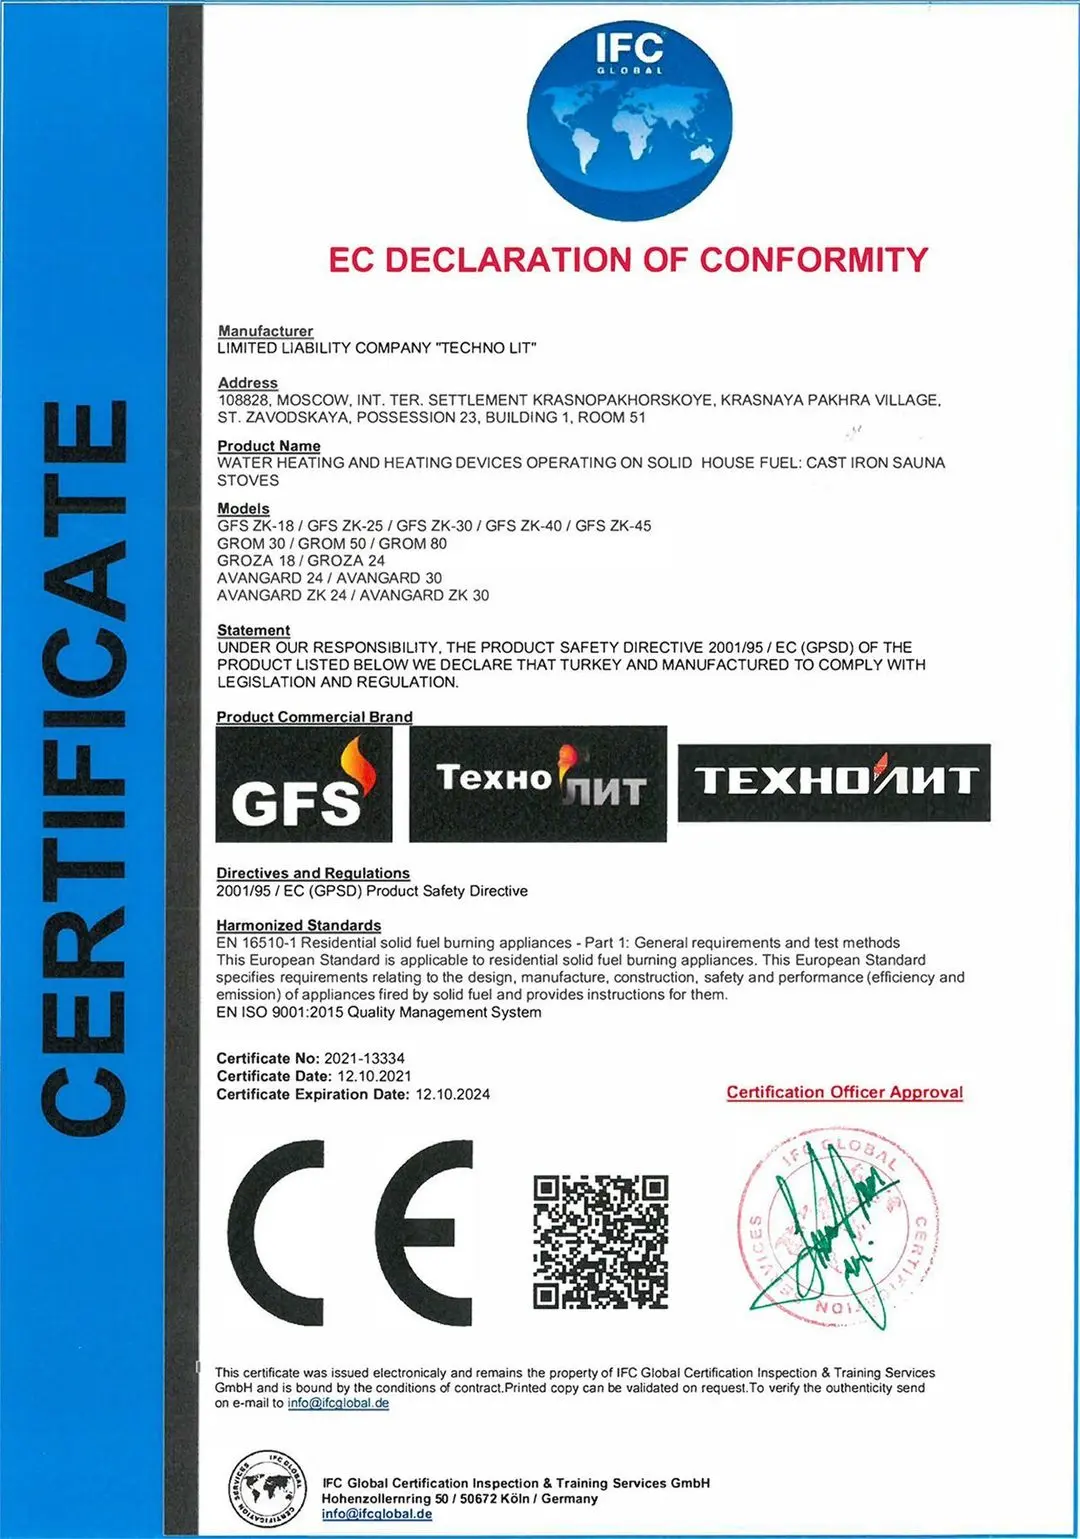 IFC
GLOBAL
CERTIFICATE
EC DECLARATION OF CONFORMITY
Manufacturer
LIMITED LIABILITY COMPANY "TECHNO LIT"
Address
108828, MOSCOW, INT. TER. SETTLEMENT KRASNOPAKHORSKOYE, KRASNAYA PAKHRA VILLAGE,
ST. ZAVODSKAYA, POSSESSION 23, BUILDING 1, ROOM 51
Product Name
WATER HEATING AND HEATING DEVICES OPERATING ON SOLID HOUSE FUEL: CAST IRON SAUNA
STOVES
Models
GFS ZK-18 / GFS ZK-25 / GFS ZK-30 / GFS ZK-40 / GFS ZK-45
GROM 30 / GROM 50 / GROM 80
GROZA 18 / GROZA 24
AVANGARD 24 / AVANGARD 30
AVANGARD ZK 24 / AVANGARD ZK 30
Statement
UNDER OUR RESPONSIBILITY, THE PRODUCT SAFETY DIRECTIVE 2001/95 / EC (GPSD) OF THE
PRODUCT LISTED BELOW WE DECLARE THAT TURKEY AND MANUFACTURED TO COMPLY WITH
LEGISLATION AND REGULATION.
Product Commercial Brand
GFS
Техно ЛИТ
ТЕХНОЛИТ
Directives and Regulations
2001/95 / EC (GPSD) Product Safety Directive
Harmonized Standards
EN 16510-1 Residential solid fuel burning appliances - Part 1: General requirements and test methods
This European Standard is applicable to residential solid fuel burning appliances. This European Standard
specifies requirements relating to the design, manufacture, construction, safety and performance (efficiency and
emission) of appliances fired by solid fuel and provides instructions for them.
EN ISO 9001:2015 Quality Management System
Certificate No: 2021-13334
Certificate Date: 12.10.2021
Certificate Expiration Date: 12.10.2024
Certification Officer Approval
CE
IFC GLOBAL
CERTIFICATION
This certificate was issued electronicaly and remains the property of IFC Global Certification Inspection & Training Services
GmbH and is bound by the conditions of contract.Printed copy can be validated on request.To verify the outhenticity send
on e-mail to info@ifcglobal.de
IFC GLOBAL
CERTIFICATION
SERVICES
IFC Global Certification Inspection & Training Services GmbH
Hohenzollernring 50 / 50672 Köln / Germany
info@ifcglobal.de